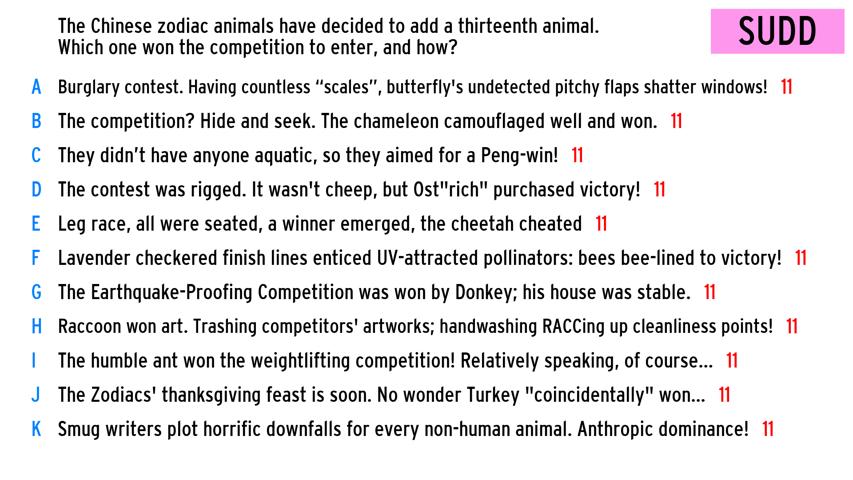 The Chinese zodiac animals have decided to add a thirteenth animal.
Which one won the competition to enter, and how?
SUDD
A Burglary contest. Having countless “scales”, butterfly's undetected pitchy flaps shatter windows! 11
B The competition? Hide and seek. The chameleon camouflaged well and won. 11
C They didn’t have anyone aquatic, so they aimed for a Peng-win! 11
D The contest was rigged. It wasn't cheep, but Ost"rich" purchased victory! 11
E Leg race, all were seated, a winner emerged, the cheetah cheated 11
F Lavender checkered finish lines enticed UV-attracted pollinators: bees bee-lined to victory! 11
G The Earthquake-Proofing Competition was won by Donkey; his house was stable. 11
H Raccoon won art. Trashing competitors' artworks; handwashing RACCing up cleanliness points! 11
I The humble ant won the weightlifting competition! Relatively speaking, of course... 11
J The Zodiacs' thanksgiving feast is soon. No wonder Turkey "coincidentally" won... 11
K Smug writers plot horrific downfalls for every non-human animal. Anthropic dominance! 11